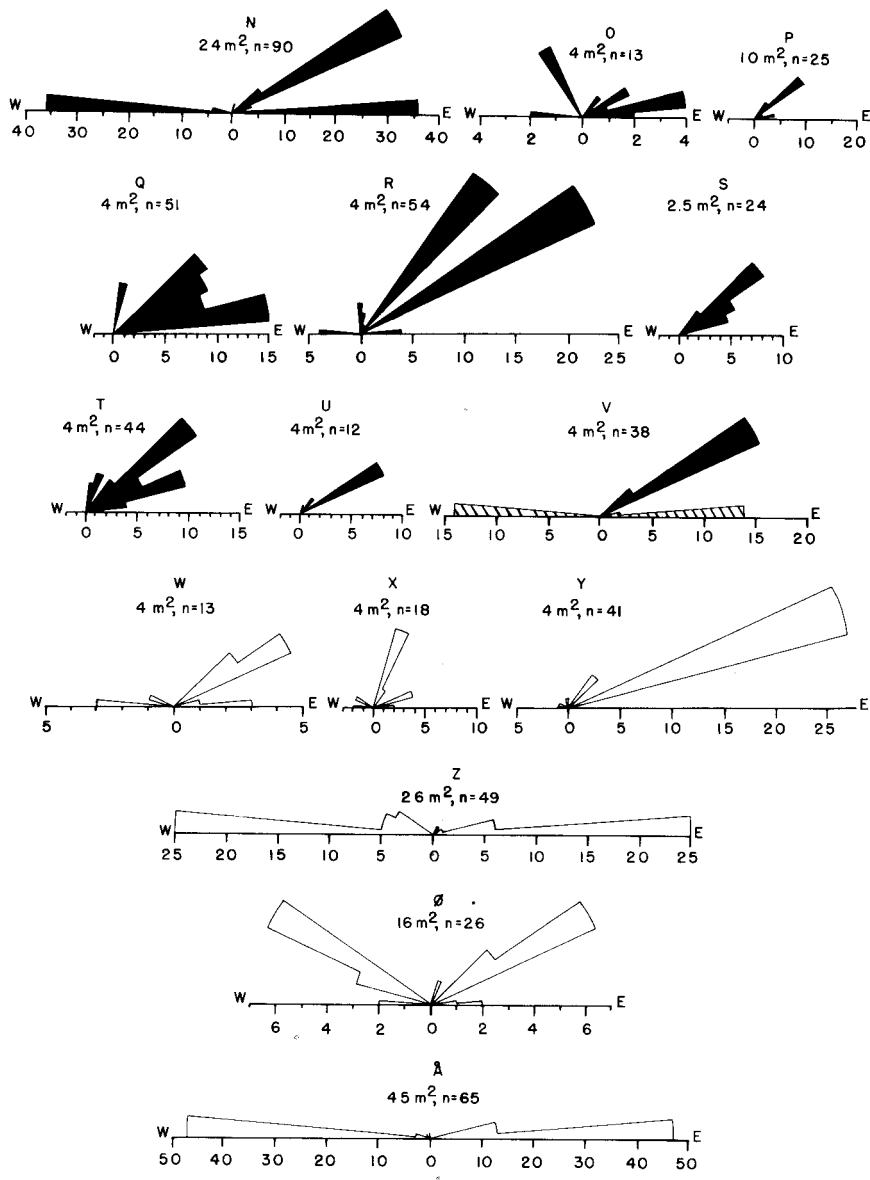 N
24 m², n=90
W E
40 30 20 10 0 10 20 30 40
O
4 m², n=13
W E
4 2 0 2 4
P
10 m², n=25
W E
0 10 20
Q
4 m², n=51
W E
0 5 10 15
R
4 m², n=54
W E
5 0 5 10 15 20 25
S
2.5 m², n=24
W E
0 5 10
T
4 m², n=44
W E
0 5 10 15
U
4 m², n=12
W E
0 5 10
V
4 m², n=38
W E
15 10 5 0 5 10 15 20
W
4 m², n=13
W E
5 0 5
X
4 m², n=18
W E
0 5 10
Y
4 m², n=41
W E
5 0 5 10 15 20 25
Z
26 m², n=49
W E
25 20 15 10 5 0 5 10 15 20 25
Ø
16 m², n=26
W E
6 4 2 0 2 4 6
Å
45 m², n=65
W E
50 40 30 20 10 0 10 20 30 40 50